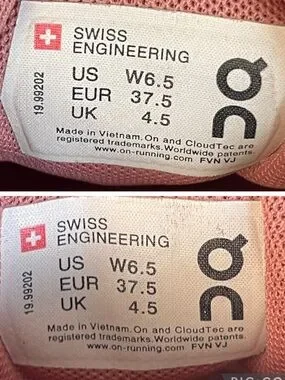 SWISS
ENGINEERING
US W6.5
EUR 37.5
UK 4.5
19.99202
Made in Vietnam. On and CloudTec are
registered trademarks. Worldwide patents.
www.on-running.com FVN VJ
SWISS
ENGINEERING
US W6.5
EUR 37.5
UK 4.5
19.99202
Made in Vietnam. On and CloudTec are
registered trademarks. Worldwide patents.
www.on-running.com FVN VJ